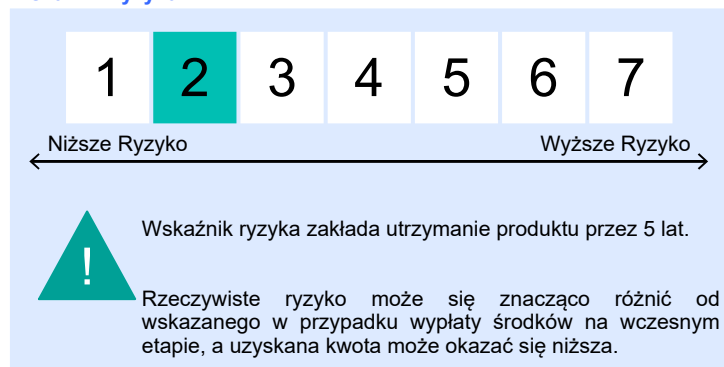 1 2 3 4 5 6 7
Niższe Ryzyko Wyższe Ryzyko
Wskaźnik ryzyka zakłada utrzymanie produktu przez 5 lat.
!
Rzeczywiste ryzyko może się znacząco różnić od
wskazanego w przypadku wypłaty środków na wczesnym
etapie, a uzyskana kwota może okazać się niższa.